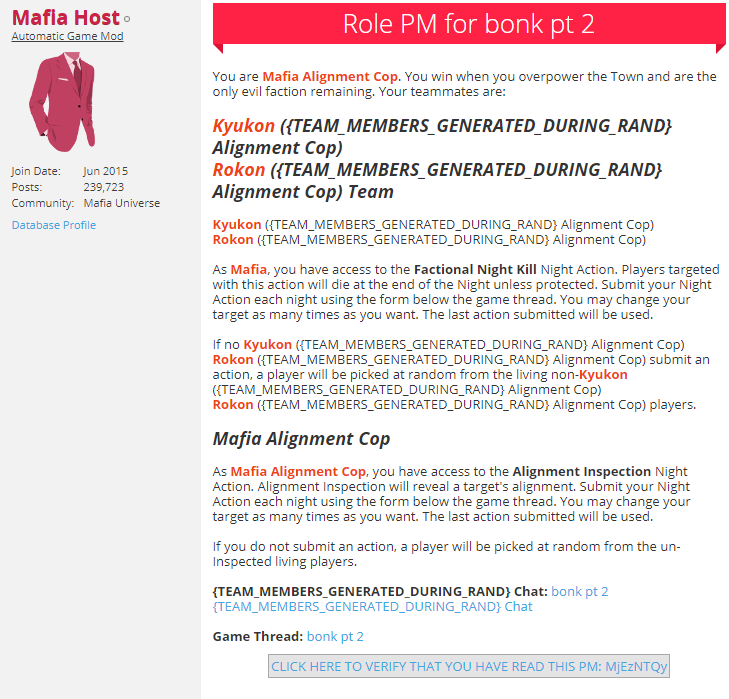 Mafia Host
Automatic Game Mod
Join Date: Jun 2015
Posts: 239,723
Community: Mafia Universe
Database Profile
Role PM for bonk pt 2
You are Mafia Alignment Cop. You win when you overpower the Town and are the
only evil faction remaining. Your teammates are:
Kyukon ({TEAM_MEMBERS_GENERATED_DURING_RAND}
Alignment Cop)
Rokon ({TEAM_MEMBERS_GENERATED_DURING_RAND}
Alignment Cop) Team
Kyukon ({TEAM_MEMBERS_GENERATED_DURING_RAND} Alignment Cop)
Rokon ({TEAM_MEMBERS_GENERATED_DURING_RAND} Alignment Cop)
As Mafia, you have access to the Factional Night Kill Night Action. Players targeted
with this action will die at the end of the Night unless protected. Submit your Night
Action each night using the form below the game thread. You may change your
target as many times as you want. The last action submitted will be used.
If no Kyukon ({TEAM_MEMBERS_GENERATED_DURING_RAND} Alignment Cop)
Rokon ({TEAM_MEMBERS_GENERATED_DURING_RAND} Alignment Cop) submit an
action, a player will be picked at random from the living non-Kyukon
({TEAM_MEMBERS_GENERATED_DURING_RAND} Alignment Cop)
Rokon ({TEAM_MEMBERS_GENERATED_DURING_RAND} Alignment Cop) players.
Mafia Alignment Cop
As Mafia Alignment Cop, you have access to the Alignment Inspection Night
Action. Alignment Inspection will reveal a target's alignment. Submit your Night
Action each night using the form below the game thread. You may change your
target as many times as you want. The last action submitted will be used.
If you do not submit an action, a player will be picked at random from the un-
Inspected living players.
{TEAM_MEMBERS_GENERATED_DURING_RAND} Chat: bonk pt 2
{TEAM_MEMBERS_GENERATED_DURING_RAND} Chat
Game Thread: bonk pt 2
CLICK HERE TO VERIFY THAT YOU HAVE READ THIS PM: MjEzNTQy